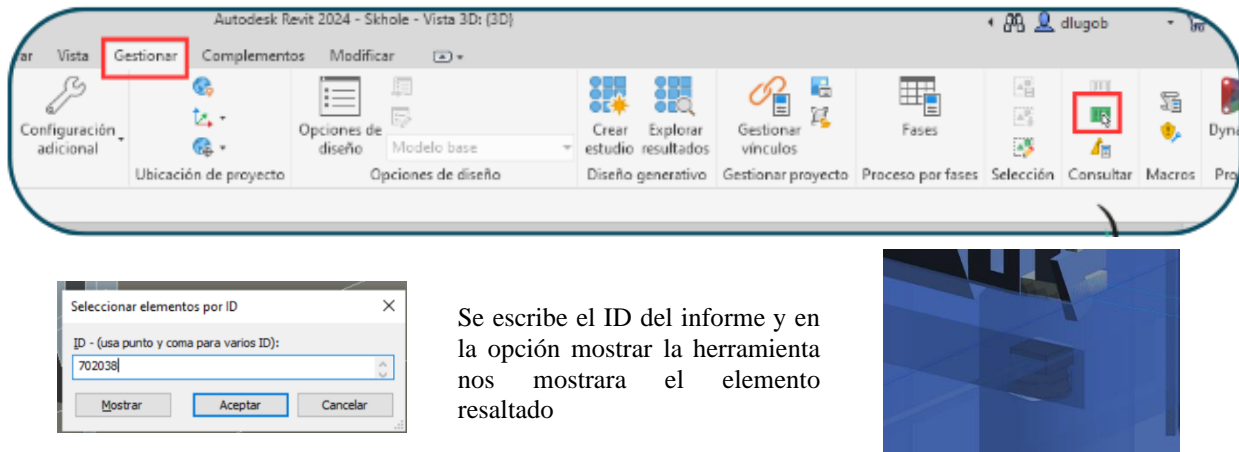 Autodesk Revit 2024 - Skhole - Vista 3D: {3D}
dlugob
ar Vista Gestionar Complementos Modificar
Configuración adicional
Ubicación de proyecto
Opciones de diseño
Modelo base
Opciones de diseño
Crear estudio
Explorar resultados
Diseño generativo
Gestionar vínculos
Gestionar proyecto
Fases
Proceso por fases
Selección
Consultar
Macros
Dyna
Pro
Seleccionar elementos por ID
ID - (usa punto y coma para varios ID):
702038
Mostrar Aceptar Cancelar
Se escribe el ID del informe y en
la opción mostrar la herramienta
nos mostrara el elemento
resaltado